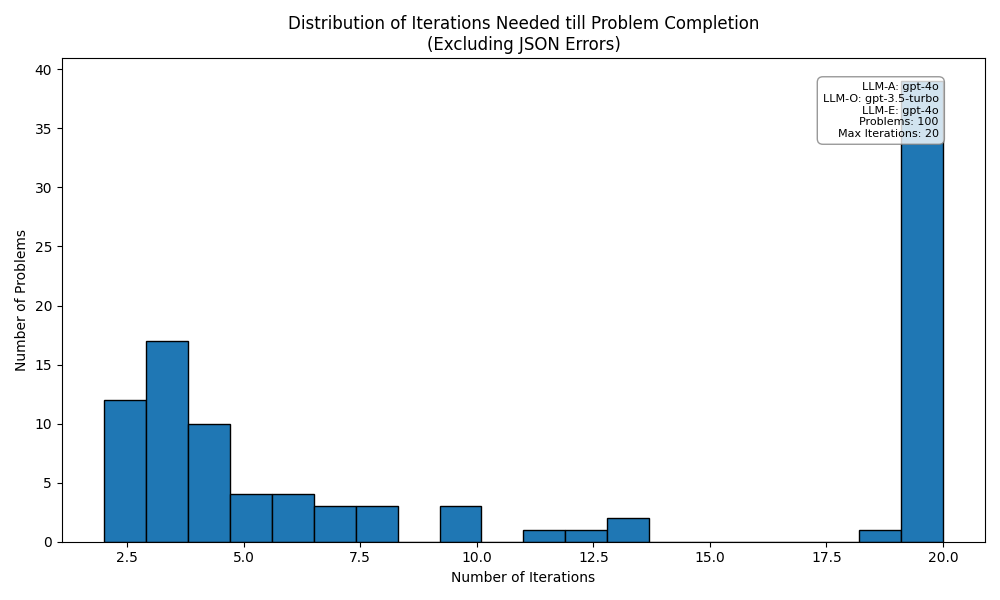 Distribution of Iterations Needed till Problem Completion
(Excluding JSON Errors)
LLM-A: gpt-4o
LLM-O: gpt-3.5-turbo
LLM-E: gpt-4o
Problems: 100
Max Iterations: 20
Number of Problems
40
35
30
25
20
15
10
5
0
2.5 5.0 7.5 10.0 12.5 15.0 17.5 20.0
Number of Iterations